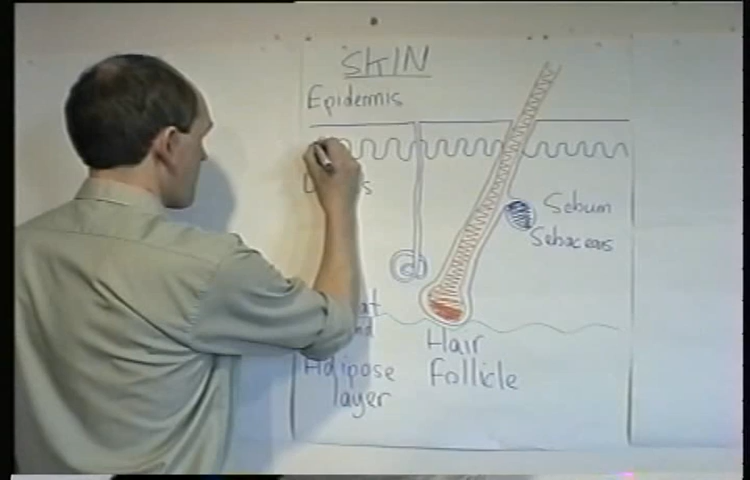 SKIN
Epidermis
Sebum
Sebaceous
Hair
Follicle
Adipose
layer